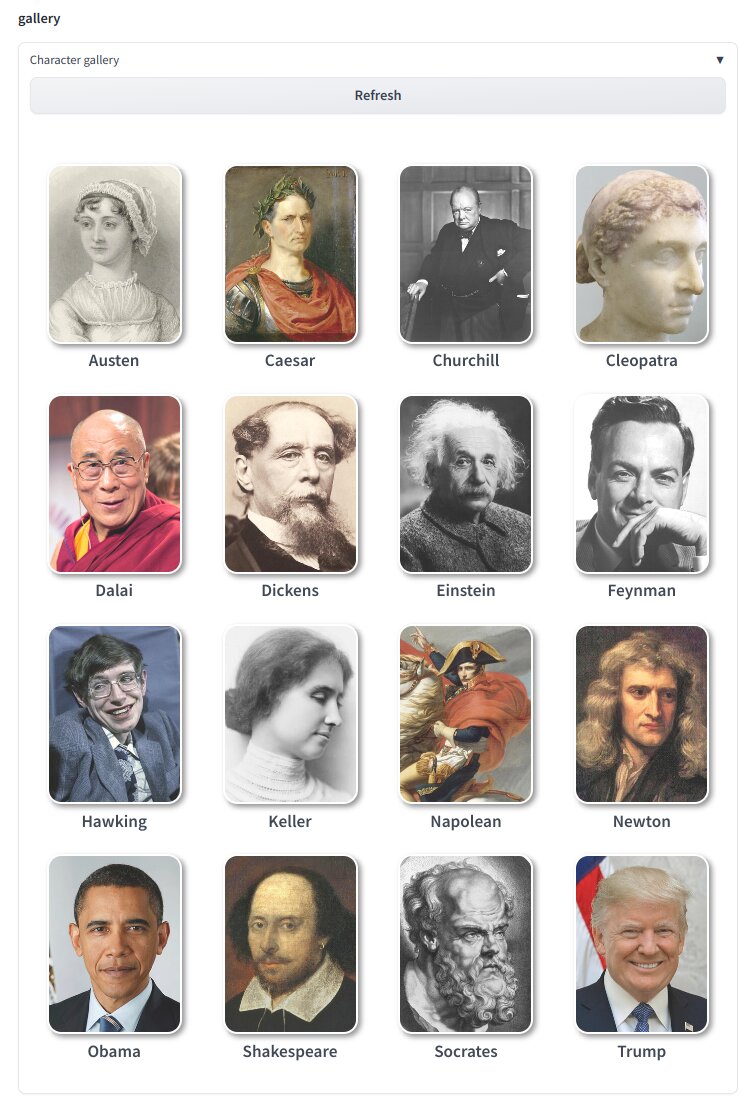 gallery
Character gallery ▼
Refresh
Austen Caesar Churchill Cleopatra
Dalai Dickens Einstein Feynman
Hawking Keller Napolean Newton
Obama Shakespeare Socrates Trump